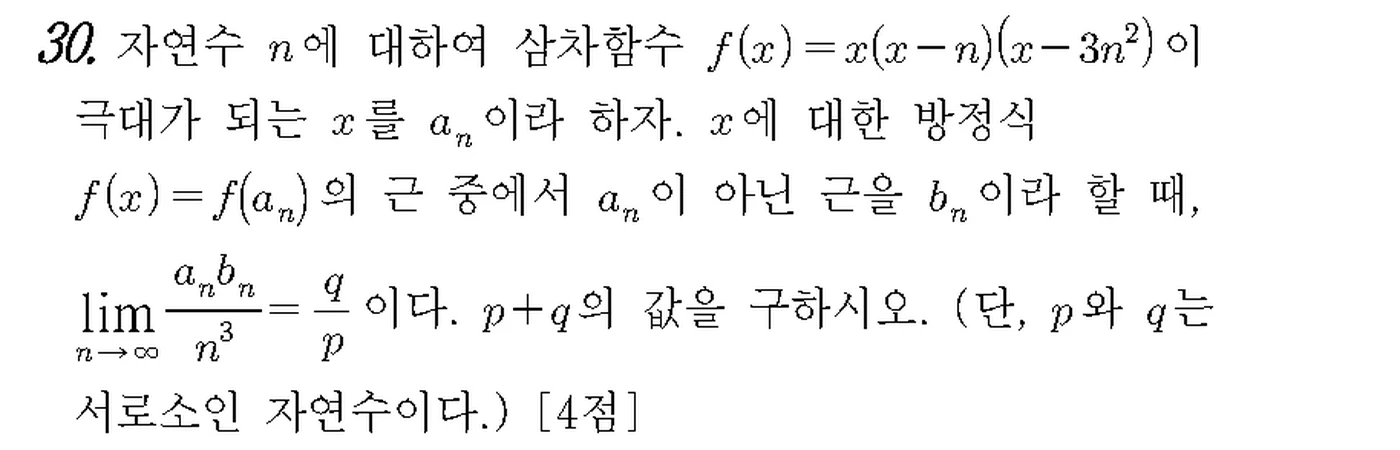 30. 자연수 n에 대하여 삼차함수 f(x)=x(x-n)(x-3n²)이
극대가 되는 x를 aₙ이라 하자. x에 대한 방정식
f(x)=f(aₙ)의 근 중에서 aₙ이 아닌 근을 bₙ이라 할 때,
lim_{n→∞} aₙbₙ/n³ = q/p 이다. p+q의 값을 구하시오. (단, p와 q는
서로소인 자연수이다.) [4점]